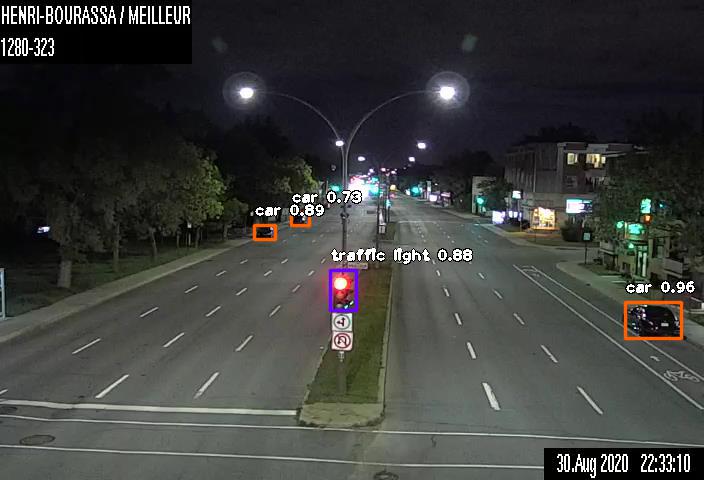 HENRI-BOURASSA / MEILLEUR
1280-323
car 0.73
car 0.89
traffic light 0.88
car 0.96
30.Aug 2020 22:33:10